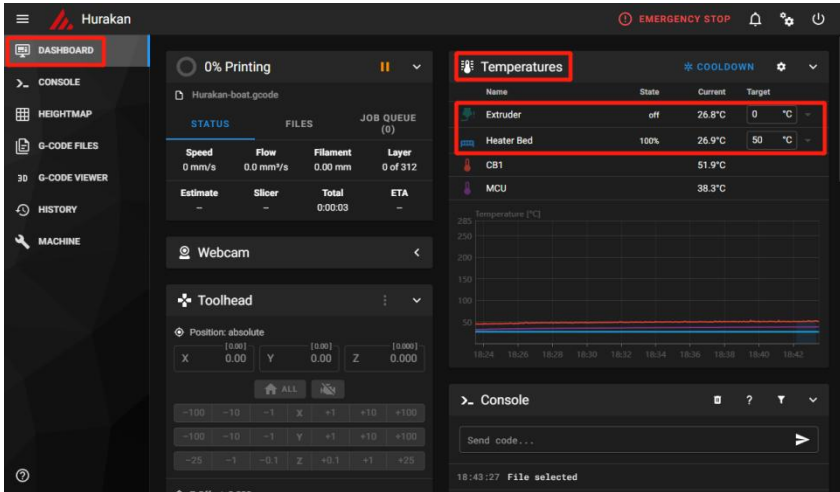 Hurakan
EMERGENCY STOP
DASHBOARD
CONSOLE
HEIGHTMAP
G-CODE FILES
3D G-CODE VIEWER
HISTORY
MACHINE
0% Printing
Hurakan-boat.gcode
STATUS FILES JOB QUEUE (0)
Speed Flow Filament Layer
0 mm/s 0.0 mm³/s 0.00 mm 0 of 312
Estimate Slicer Total ETA
-- -- 0:00:03 --
Webcam
Toolhead
Position: absolute
[0.00] [0.00] [0.000]
X 0.00 Y 0.00 Z 0.000
ALL
-100 -10 -1 X +1 +10 +100
-100 -10 -1 Y +1 +10 +100
-25 -1 -0.1 Z +0.1 +1 +25
Temperatures
COOLDOWN
Name State Current Target
Extruder off 26.8°C 0 °C
Heater Bed 100% 26.9°C 50 °C
CB1 51.9°C
MCU 38.3°C
Temperature [°C]
285
250
200
150
100
50
18:24 18:26 18:28 18:30 18:32 18:34 18:36 18:38 18:40 18:42
Console
Send code...
18:43:27 File selected